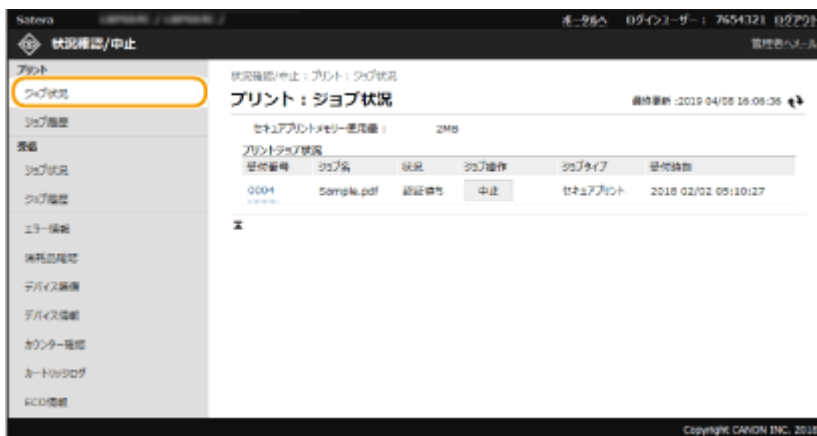 Satera
ポータルへ ログインユーザー： 7654321 ログアウト
状況確認/中止
管理者へメール
プリント
ジョブ状況
ジョブ履歴
受信
ジョブ状況
ジョブ履歴
エラー情報
消耗品確認
デバイス装備
デバイス情報
カウンター確認
カートリッジログ
ECO情報
状況確認/中止：プリント：ジョブ状況
プリント：ジョブ状況
最終更新 :2019 04/08 16:06:36
セキュアプリントメモリー使用量： 2MB
プリントジョブ状況
受付番号 ジョブ名 状況 ジョブ操作 ジョブタイプ 受付時刻
0004 Sample.pdf 認証待ち 中止 セキュアプリント 2018 02/02 05:10:27
Copyright CANON INC. 2018